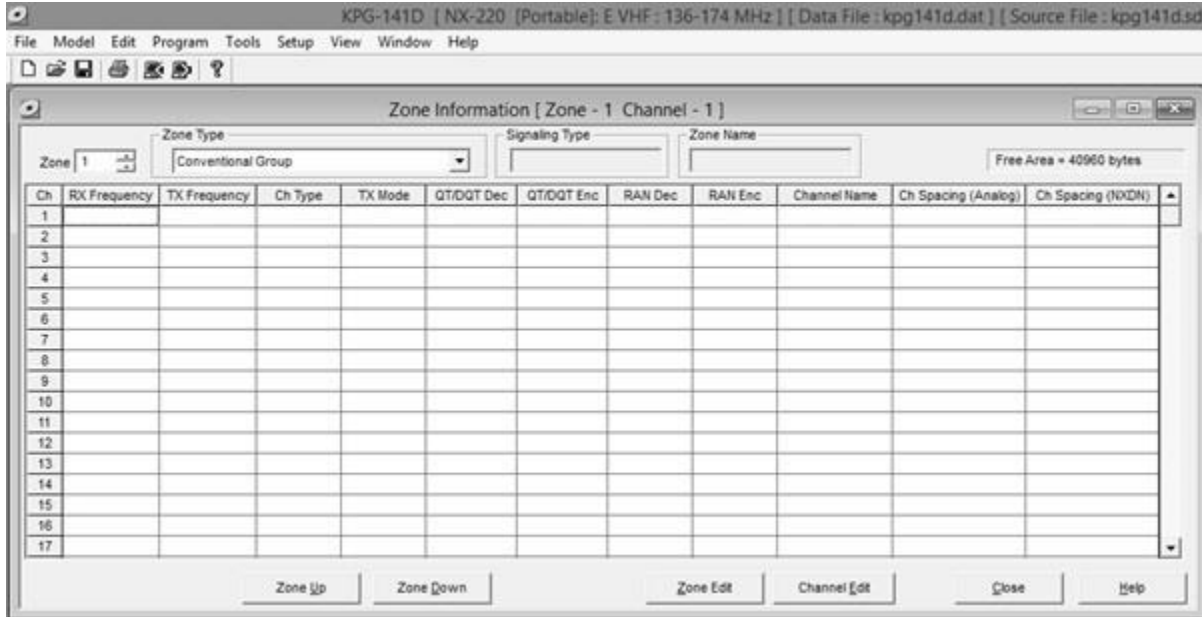 KPG-141D [ NX-220 [Portable]: E VHF : 136-174 MHz ] [ Data File : kpg141d.dat ] [ Source File : kpg141d.
File Model Edit Program Tools Setup View Window Help
Zone Information [ Zone - 1 Channel - 1 ]
Zone Type Signaling Type Zone Name
Zone 1 Conventional Group Free Area = 40960 bytes
Ch RX Frequency TX Frequency Ch Type TX Mode QT/DQT Dec QT/DQT Enc RAN Dec RAN Enc Channel Name Ch Spacing (Analog) Ch Spacing (NXDN)
1
2
3
4
5
6
7
8
9
10
11
12
13
14
15
16
17
Zone Up Zone Down Zone Edit Channel Edit Close Help